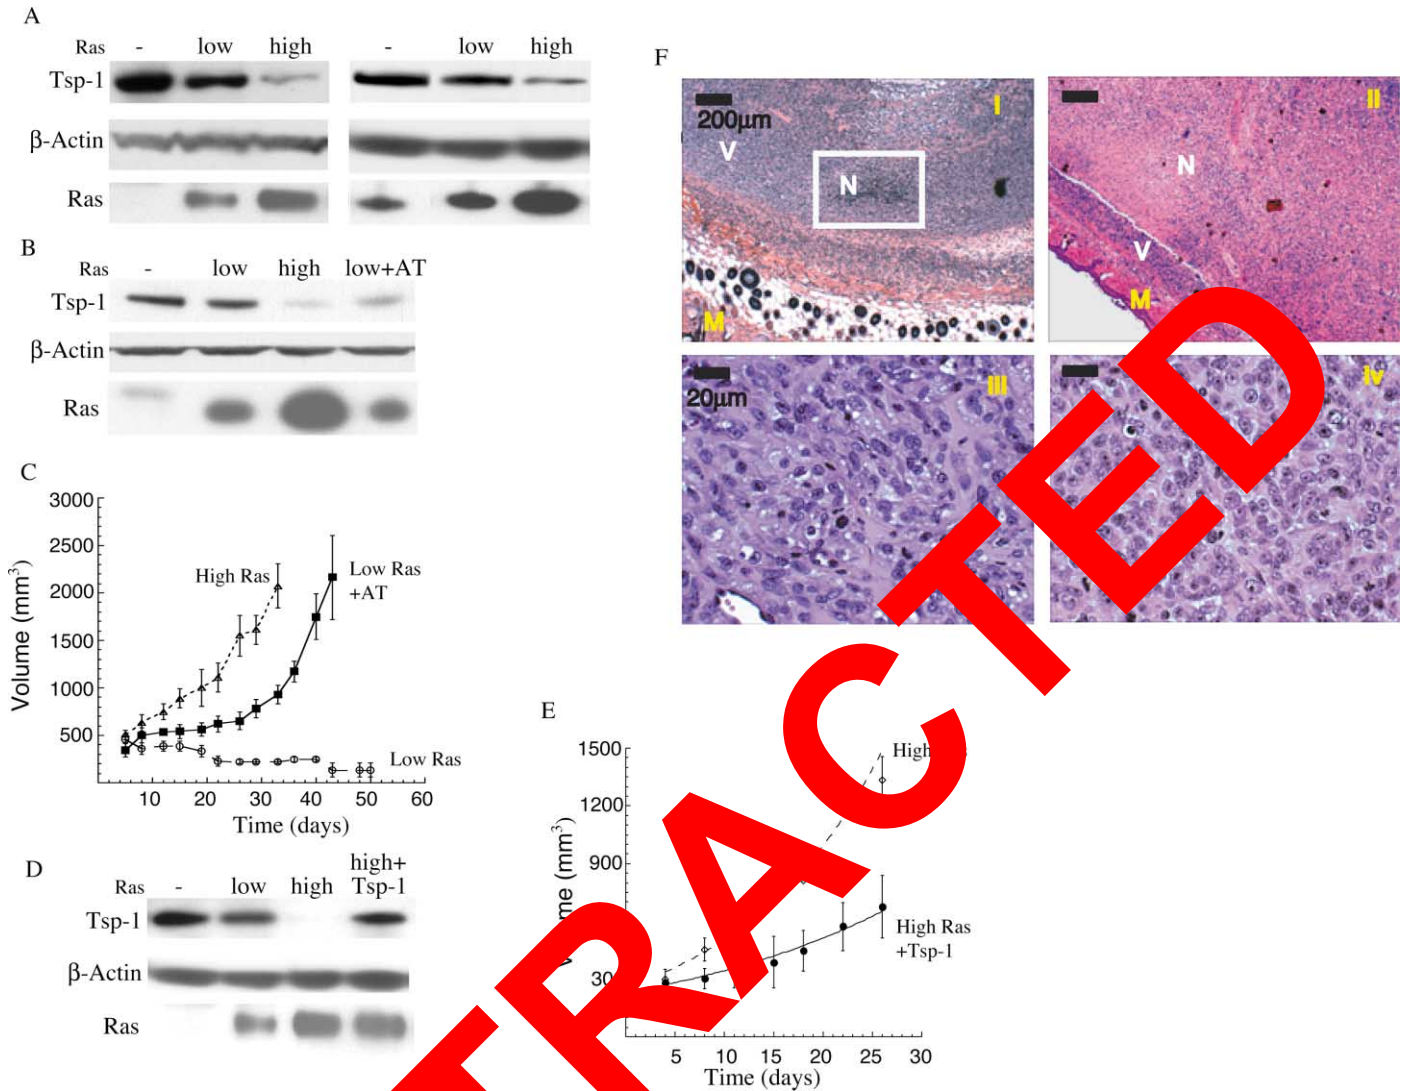 A
Ras - low high - low high
Tsp-1
β-Actin
Ras
B
Ras - low high low+AT
Tsp-1
β-Actin
Ras
C
3000
2500
2000
1500
1000
500
Volume (mm³)
High Ras
Low Ras
+AT
Low Ras
10 20 30 40 50 60
Time (days)
D
Ras - low high high+
Tsp-1
Tsp-1
β-Actin
Ras
E
1500
1200
900
30
(mm³)
High
High Ras
+Tsp-1
5 10 15 20 25 30
Time (days)
F
200µm
I
V
N
M
II
N
V
M
20µm
iii
iv
RETRACTED